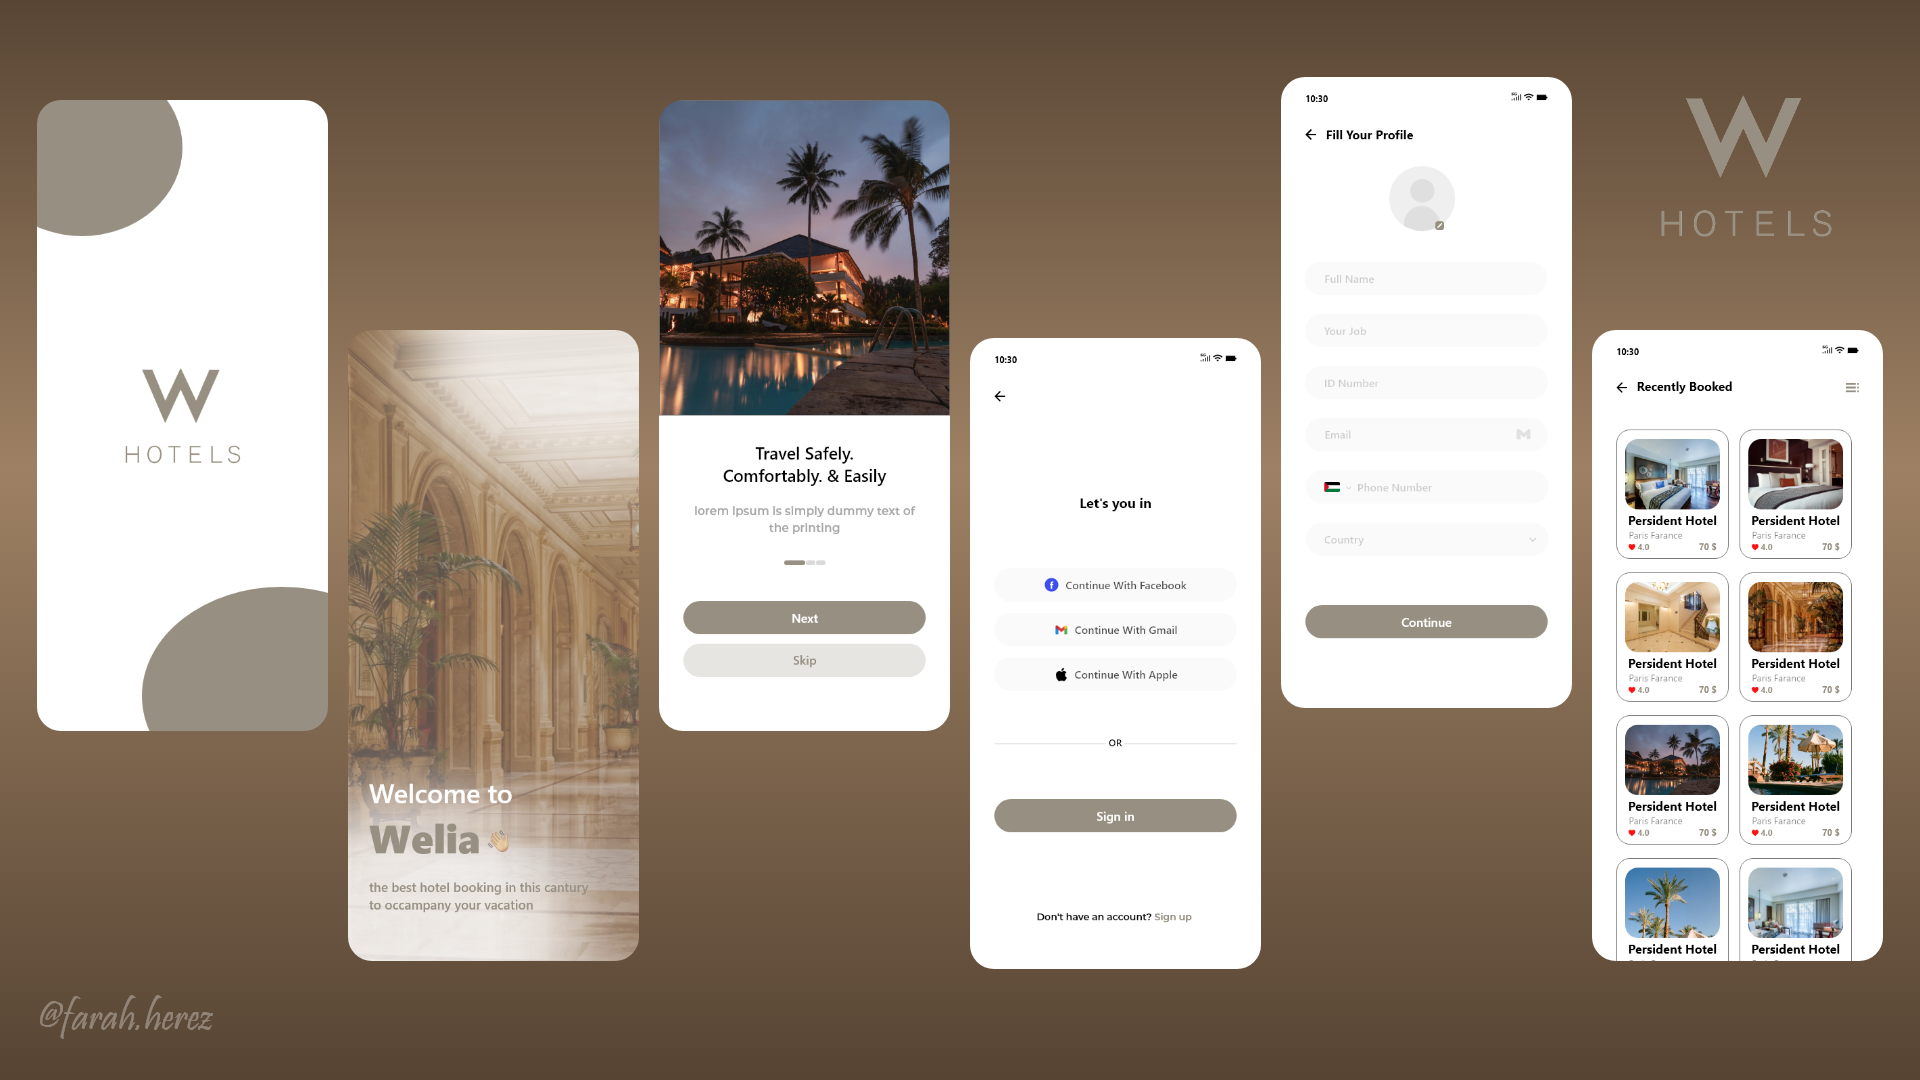 W
HOTELS
Welcome to
Welia 👋🏼
the best hotel booking in this cantury
to occampany your vacation
Travel Safely.
Comfortably. & Easily
lorem ipsum is simply dummy text of
the printing
Next
Skip
10:30
5G
Let's you in
Continue With Facebook
Continue With Gmail
Continue With Apple
OR
Sign in
Don't have an account? Sign up
10:30
5G
Fill Your Profile
Full Name
Your Job
ID Number
Email
Phone Number
Country
Continue
W
HOTELS
10:30
5G
Recently Booked
Persident Hotel
Paris Farance
4.0 70 $
Persident Hotel
Paris Farance
4.0 70 $
Persident Hotel
Paris Farance
4.0 70 $
Persident Hotel
Paris Farance
4.0 70 $
Persident Hotel
Paris Farance
4.0 70 $
Persident Hotel
Paris Farance
4.0 70 $
Persident Hotel
Persident Hotel
@farah.herez